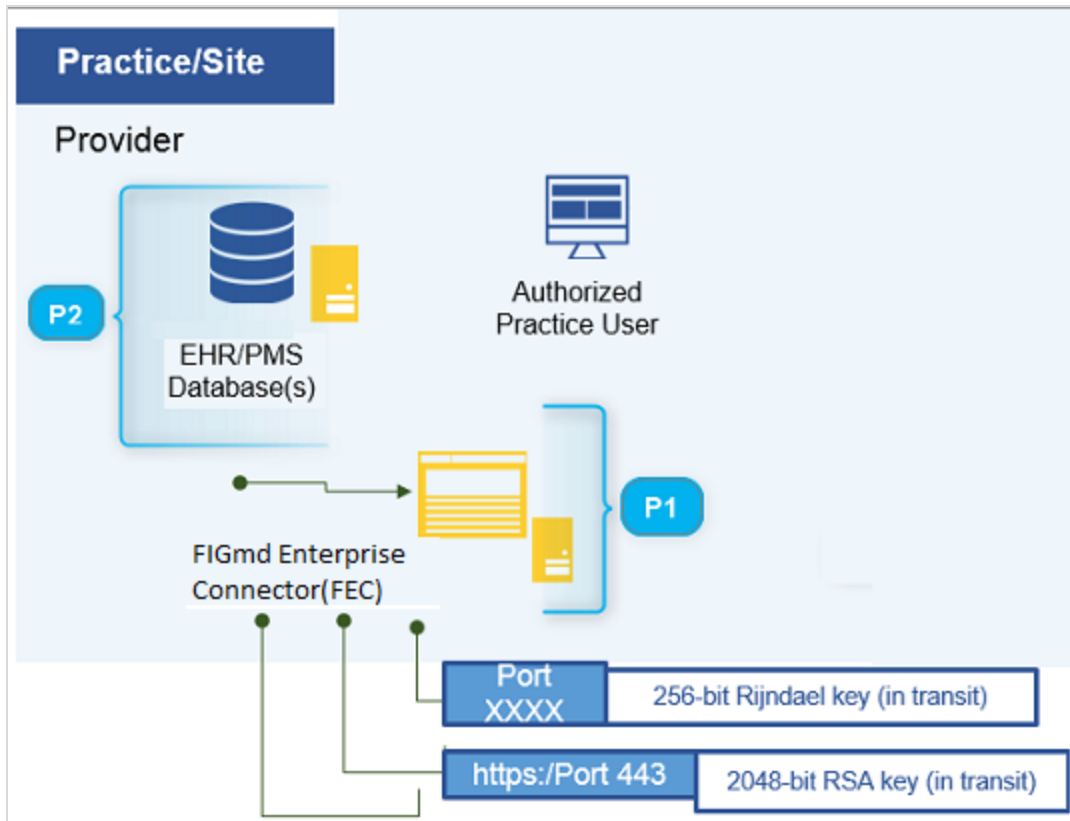 Practice/Site
Provider
P2
EHR/PMS
Database(s)
Authorized
Practice User
P1
FIGmd Enterprise
Connector(FEC)
Port
XXXX
256-bit Rijndael key (in transit)
https:/Port 443
2048-bit RSA key (in transit)